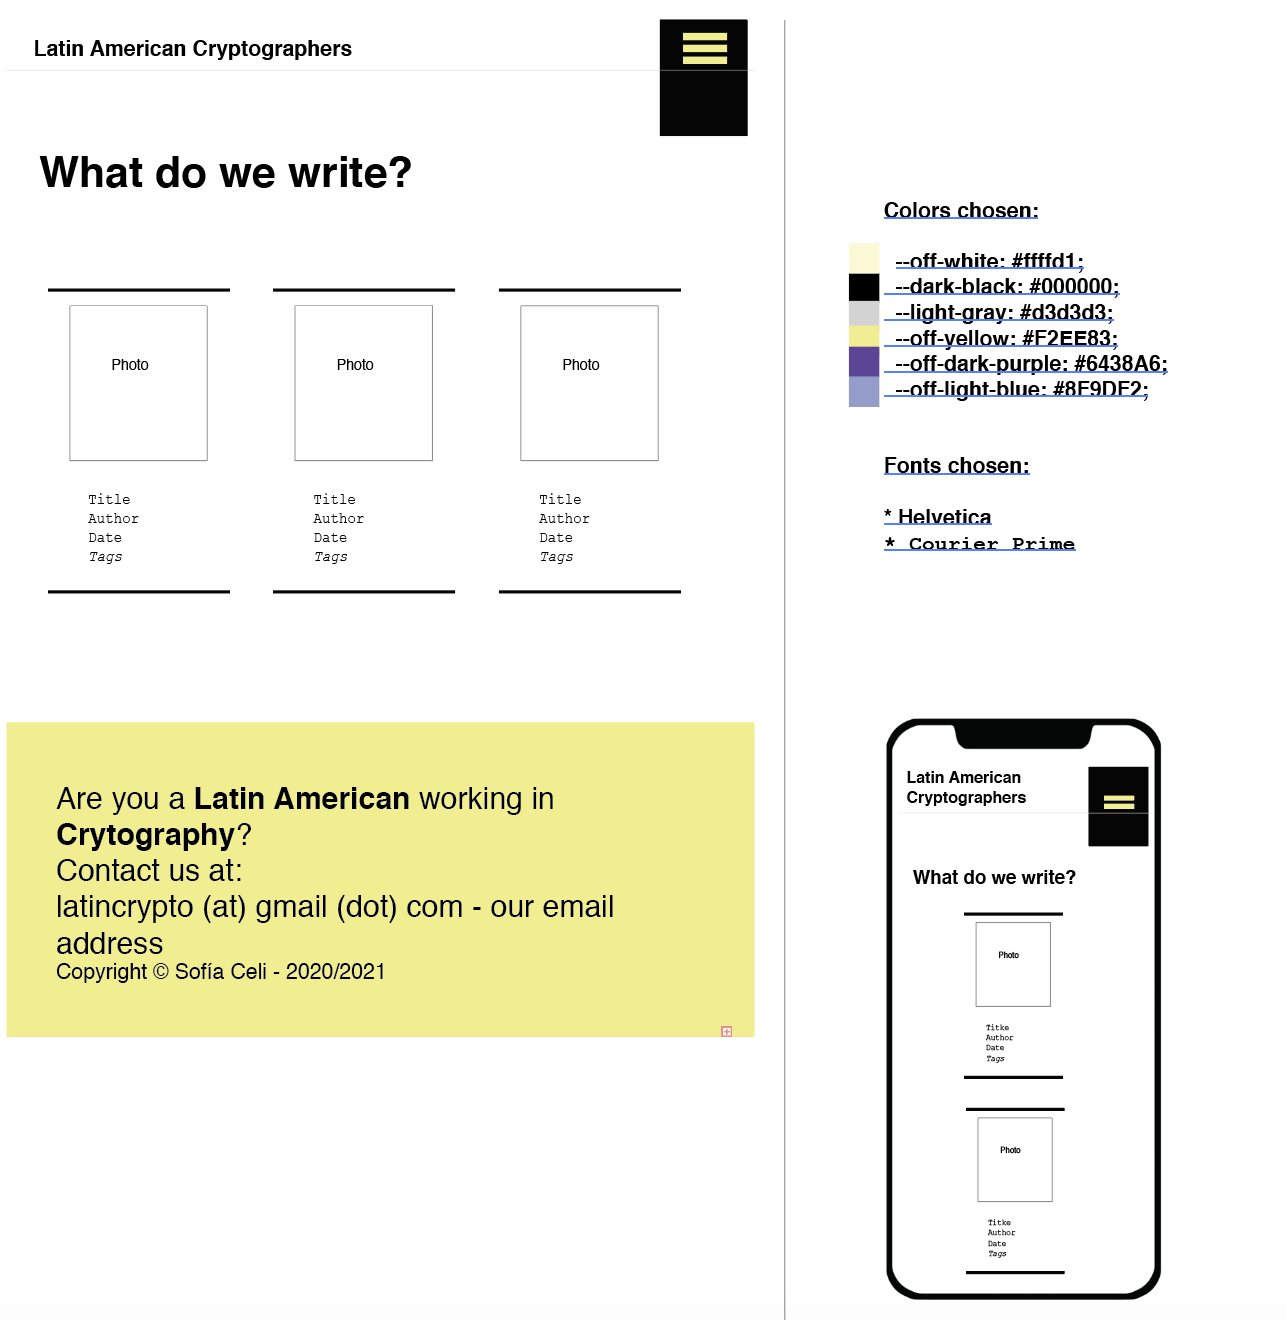 Latin American Cryptographers
What do we write?
Photo
Title
Author
Date
Tags
Photo
Title
Author
Date
Tags
Photo
Title
Author
Date
Tags
Are you a Latin American working in
Crytography?
Contact us at:
latincrypto (at) gmail (dot) com - our email
address
Copyright © Sofía Celi - 2020/2021
Colors chosen:
--off-white: #ffffd1;
--dark-black: #000000;
--light-gray: #d3d3d3;
--off-yellow: #F2EE83;
--off-dark-purple: #6438A6;
--off-light-blue: #8F9DF2;
Fonts chosen:
* Helvetica
* Courier Prime
Latin American
Cryptographers
What do we write?
Photo
Titke
Author
Date
Tags
Photo
Titke
Author
Date
Tags